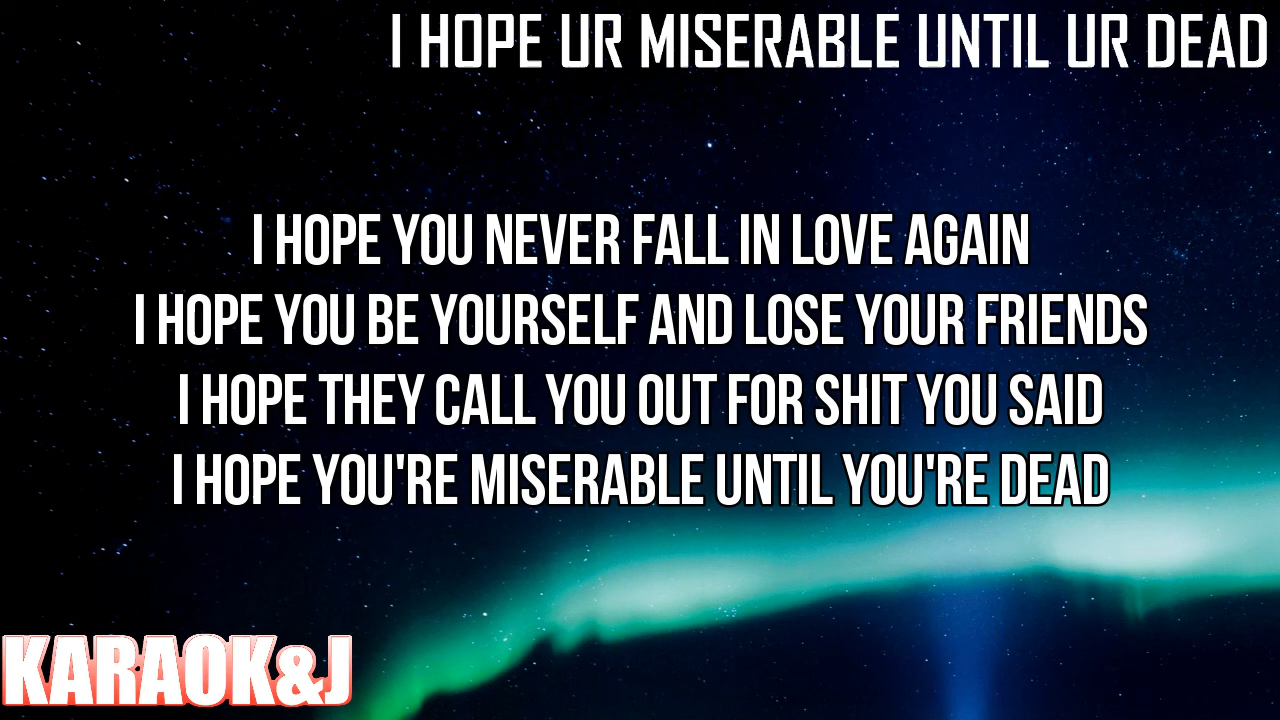 I HOPE UR MISERABLE UNTIL UR DEAD
I HOPE YOU NEVER FALL IN LOVE AGAIN
I HOPE YOU BE YOURSELF AND LOSE YOUR FRIENDS
I HOPE THEY CALL YOU OUT FOR SHIT YOU SAID
I HOPE YOU'RE MISERABLE UNTIL YOU'RE DEAD
KARAOK&J